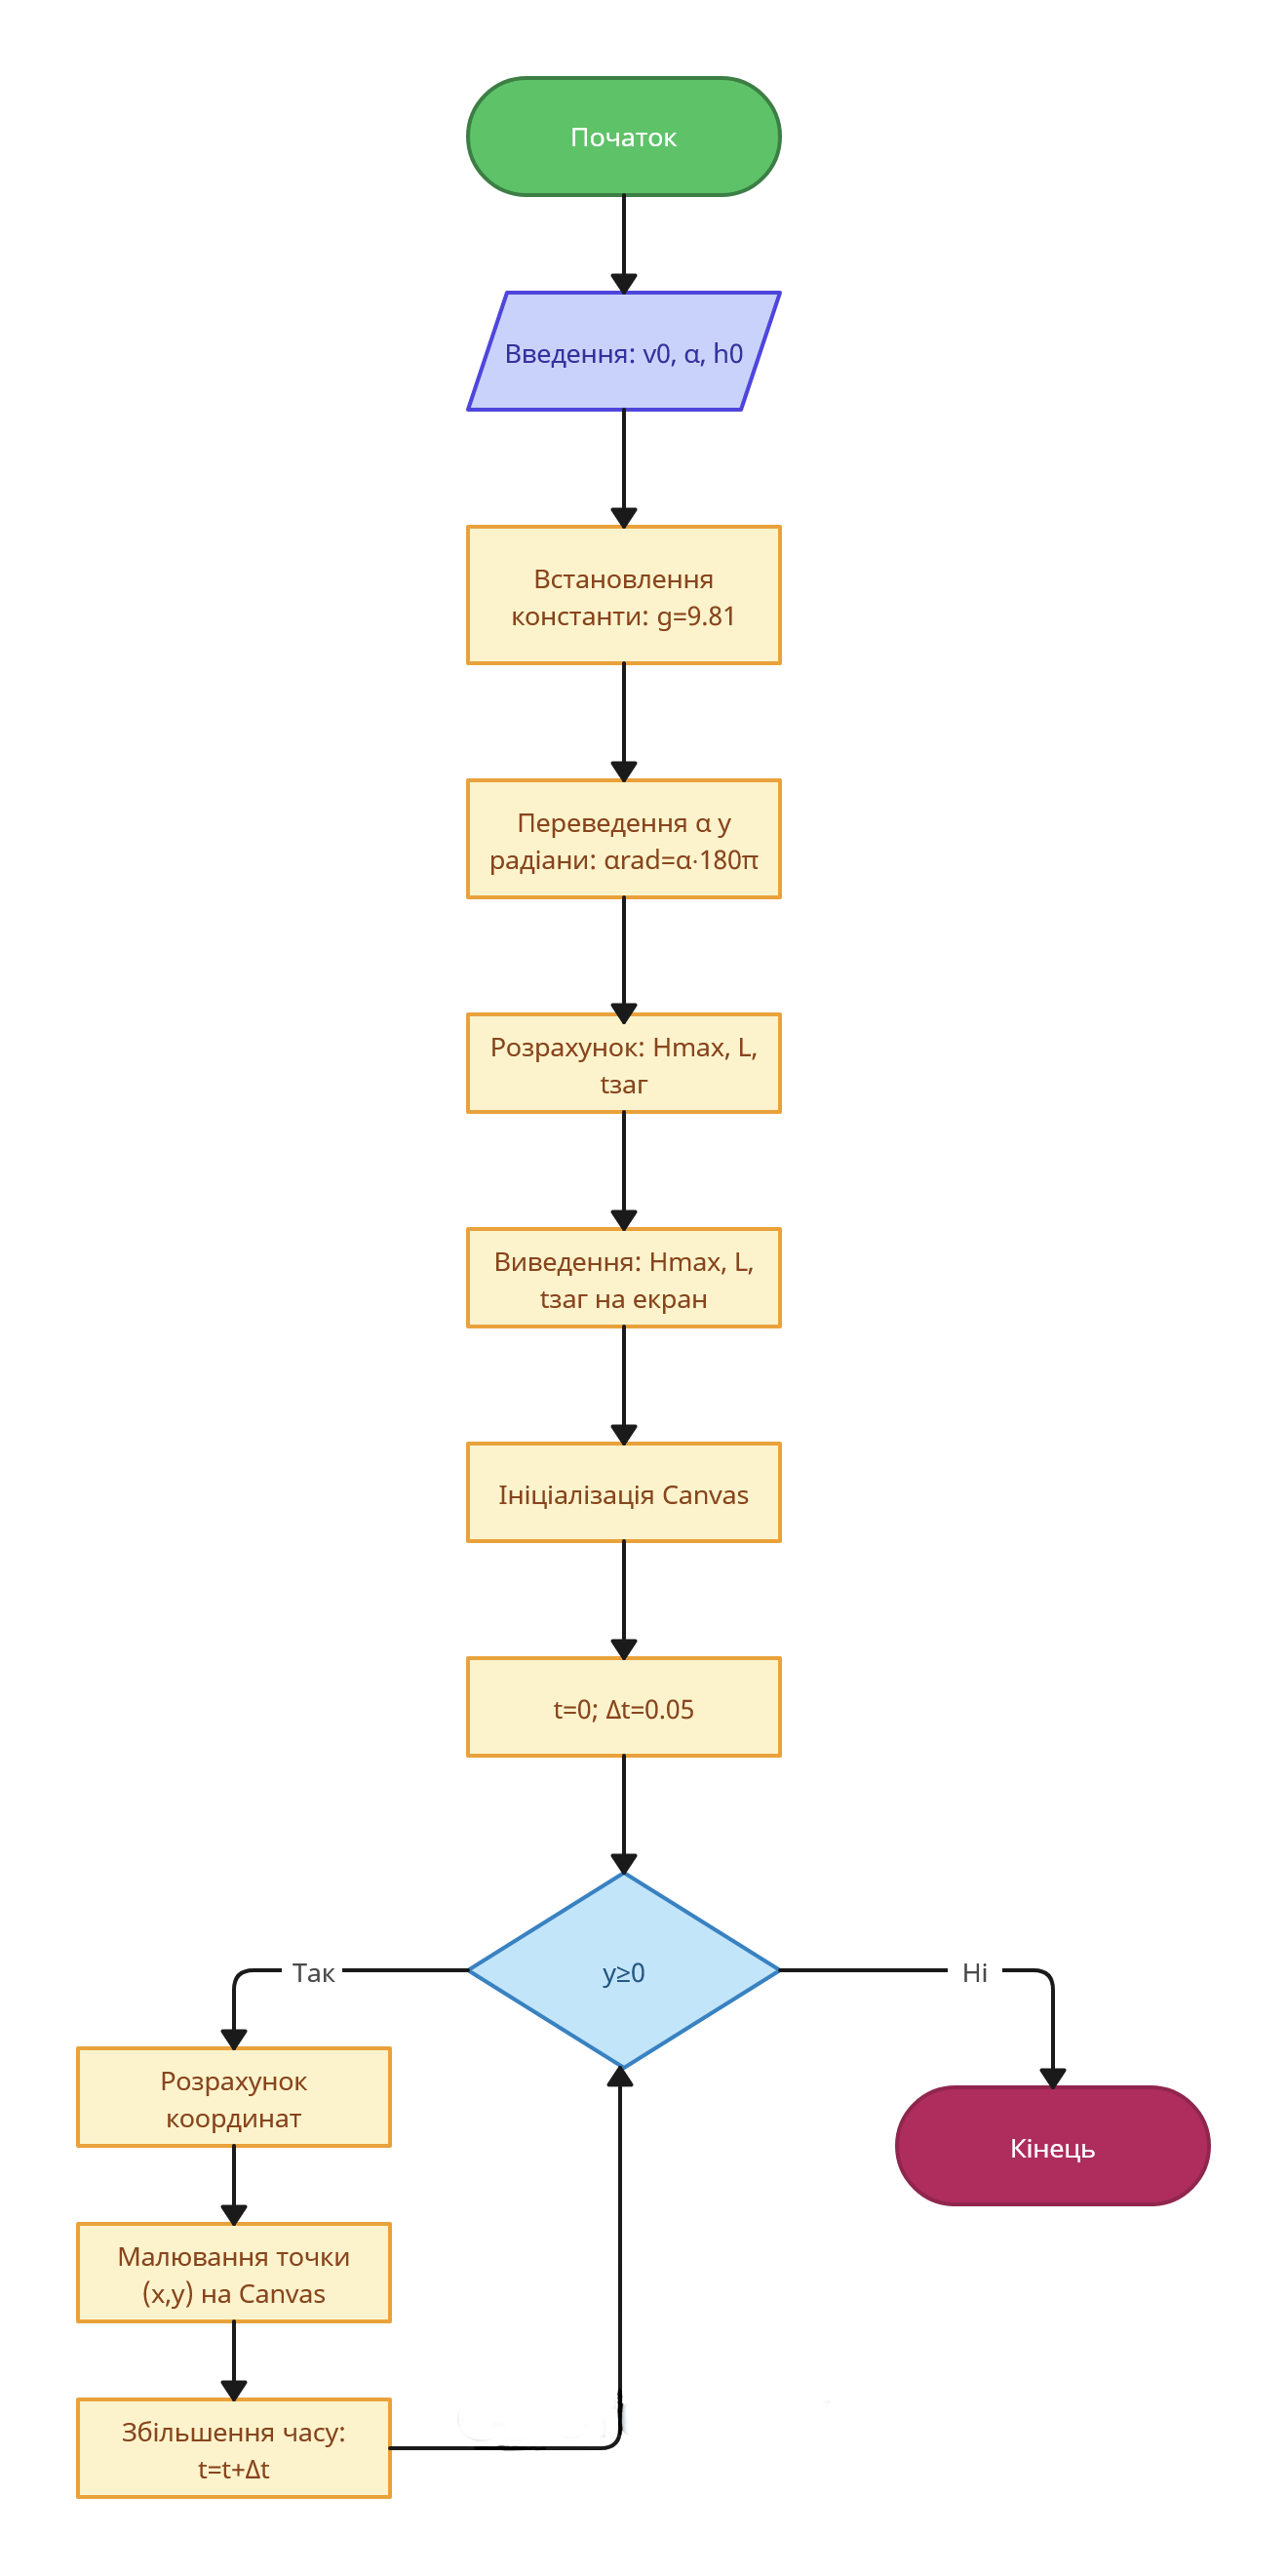 Початок
Введення: v0, α, h0
Встановлення
константи: g=9.81
Переведення α у
радіани: αrad=α·180π
Розрахунок: Hmax, L,
tзаг
Виведення: Hmax, L,
tзаг на екран
Ініціалізація Canvas
t=0; Δt=0.05
y≥0
Так
Ні
Розрахунок
координат
Кінець
Малювання точки
(x,y) на Canvas
Збільшення часу:
t=t+Δt